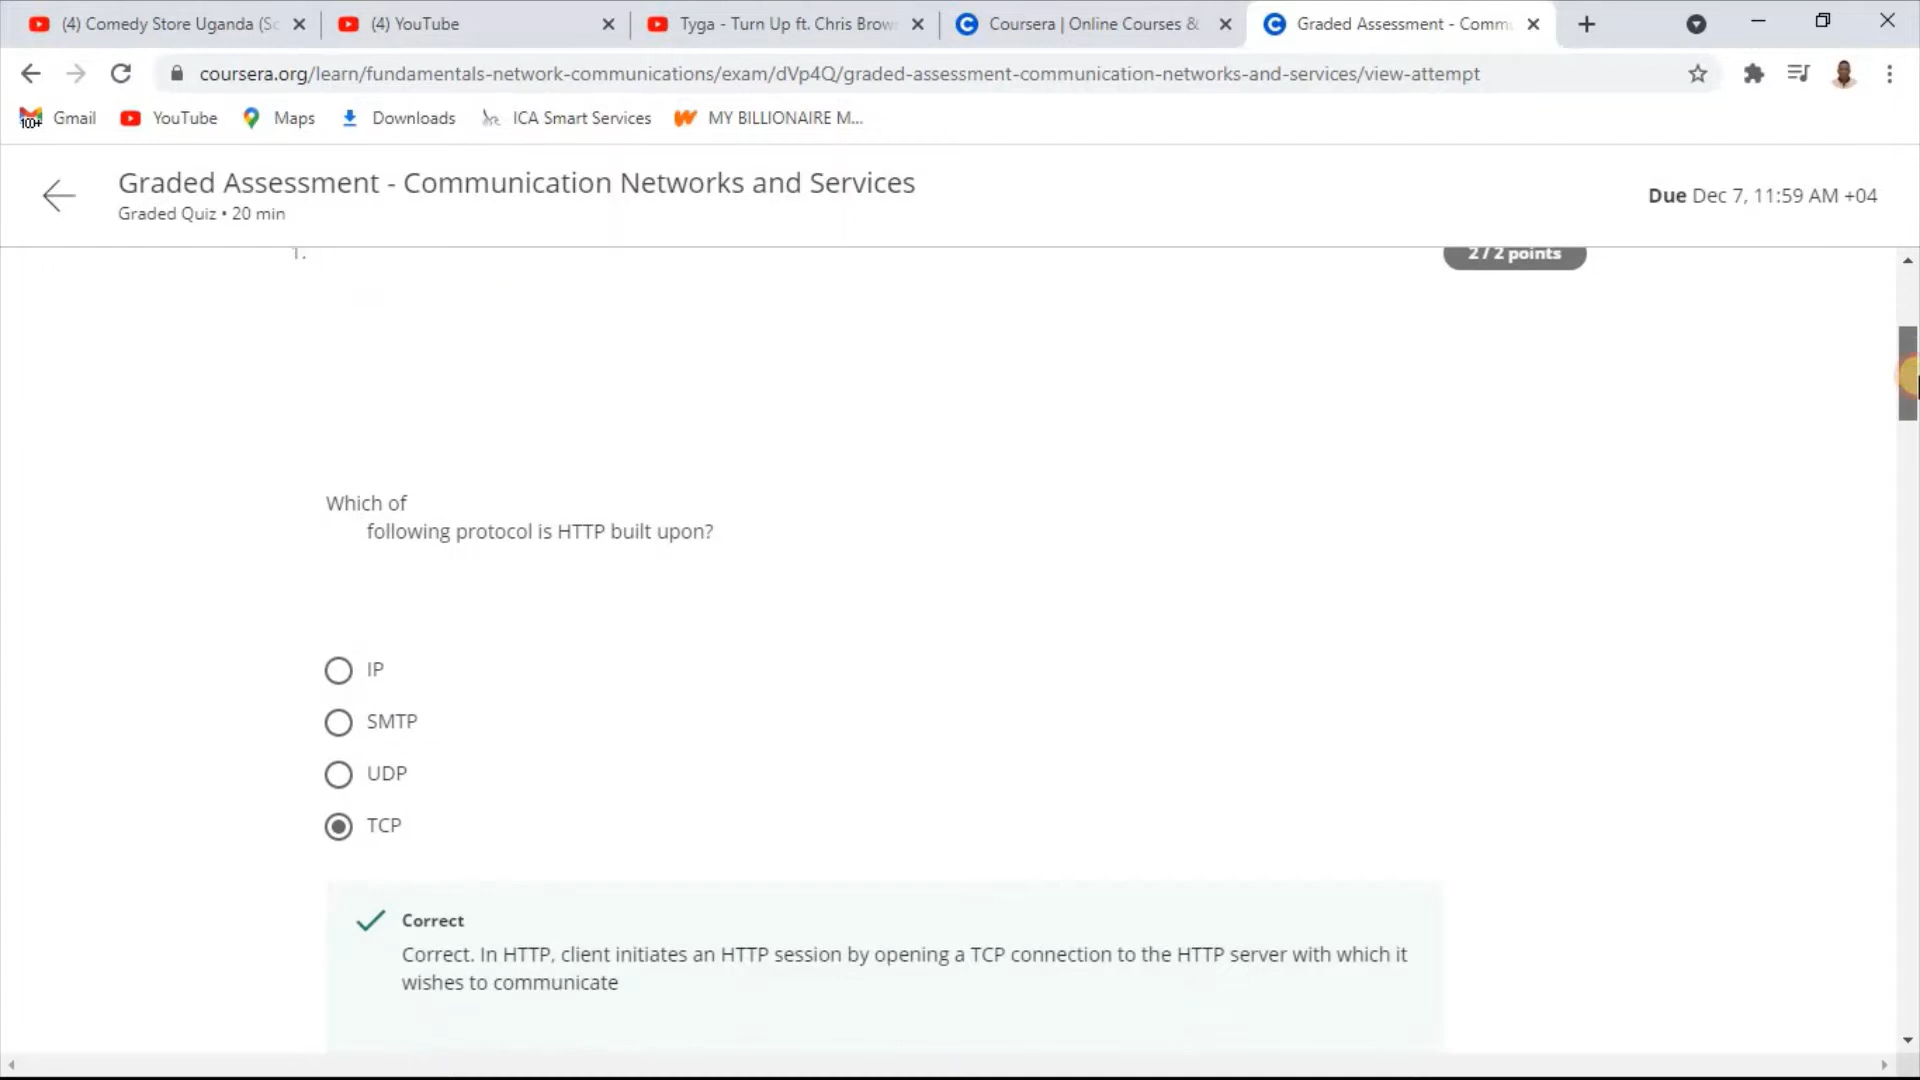 (4) Comedy Store Uganda (Sc
(4) YouTube
Tyga - Turn Up ft. Chris Brow
Coursera | Online Courses &
Graded Assessment - Commu
coursera.org/learn/fundamentals-network-communications/exam/dVp4Q/graded-assessment-communication-networks-and-services/view-attempt
100+
Gmail
YouTube
Maps
Downloads
ICA Smart Services
MY BILLIONAIRE M...
Graded Assessment - Communication Networks and Services
Graded Quiz • 20 min
Due Dec 7, 11:59 AM +04
1.
2 / 2 points
Which of
following protocol is HTTP built upon?
IP
SMTP
UDP
TCP
Correct
Correct. In HTTP, client initiates an HTTP session by opening a TCP connection to the HTTP server with which it
wishes to communicate